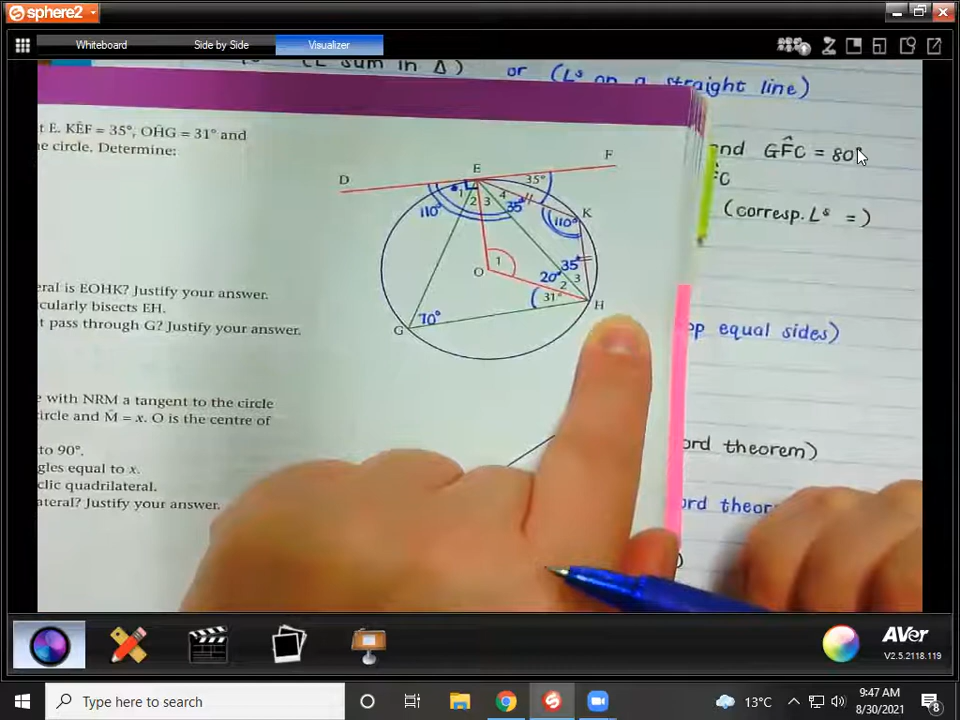 sphere2
Whiteboard
Side by Side
Visualizer
(L sum in Δ) or (Ls on a straight line)
t E. KÊF = 35°, OĤG = 31° and
e circle. Determine:
and GF̂C = 80°
F̂C
(corresp. Ls = )
D
E
F
35°
1
2
3
4
35°
110°
K
110°
O
1
35°
20°
2
3
31°
H
G
70°
eral is EOHK? Justify your answer.
cularly bisects EH.
t pass through G? Justify your answer.
op equal sides)
e with NRM a tangent to the circle
ircle and M̂ = x. O is the centre of
to 90°.
gles equal to x.
clic quadrilateral.
ateral? Justify your answer.
ord theorem)
ord theor
AVer
V2.5.2118.119
Type here to search
13°C
9:47 AM
8/30/2021
8